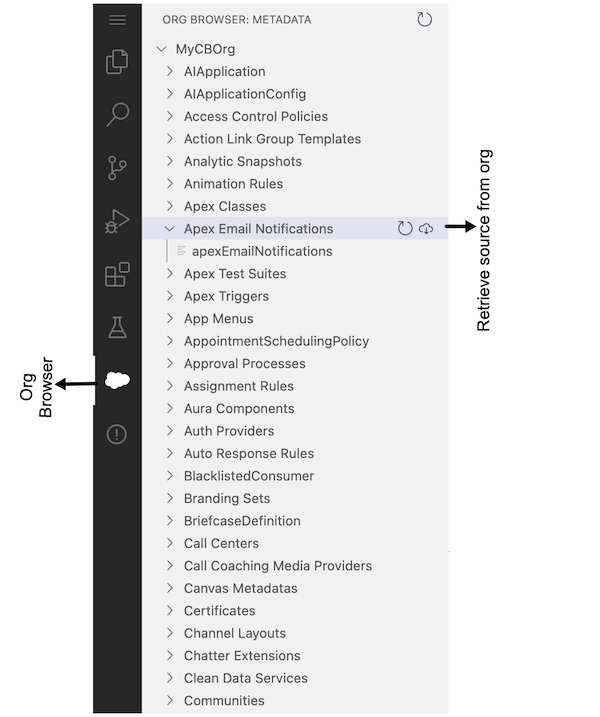 ORG BROWSER: METADATA
MyCBOrg
AIApplication
AIApplicationConfig
Access Control Policies
Action Link Group Templates
Analytic Snapshots
Animation Rules
Apex Classes
Apex Email Notifications
apexEmailNotifications
Apex Test Suites
Apex Triggers
App Menus
AppointmentSchedulingPolicy
Approval Processes
Assignment Rules
Aura Components
Auth Providers
Auto Response Rules
BlacklistedConsumer
Branding Sets
BriefcaseDefinition
Call Centers
Call Coaching Media Providers
Canvas Metadatas
Certificates
Channel Layouts
Chatter Extensions
Clean Data Services
Communities
Retrieve source from org
Org
Browser